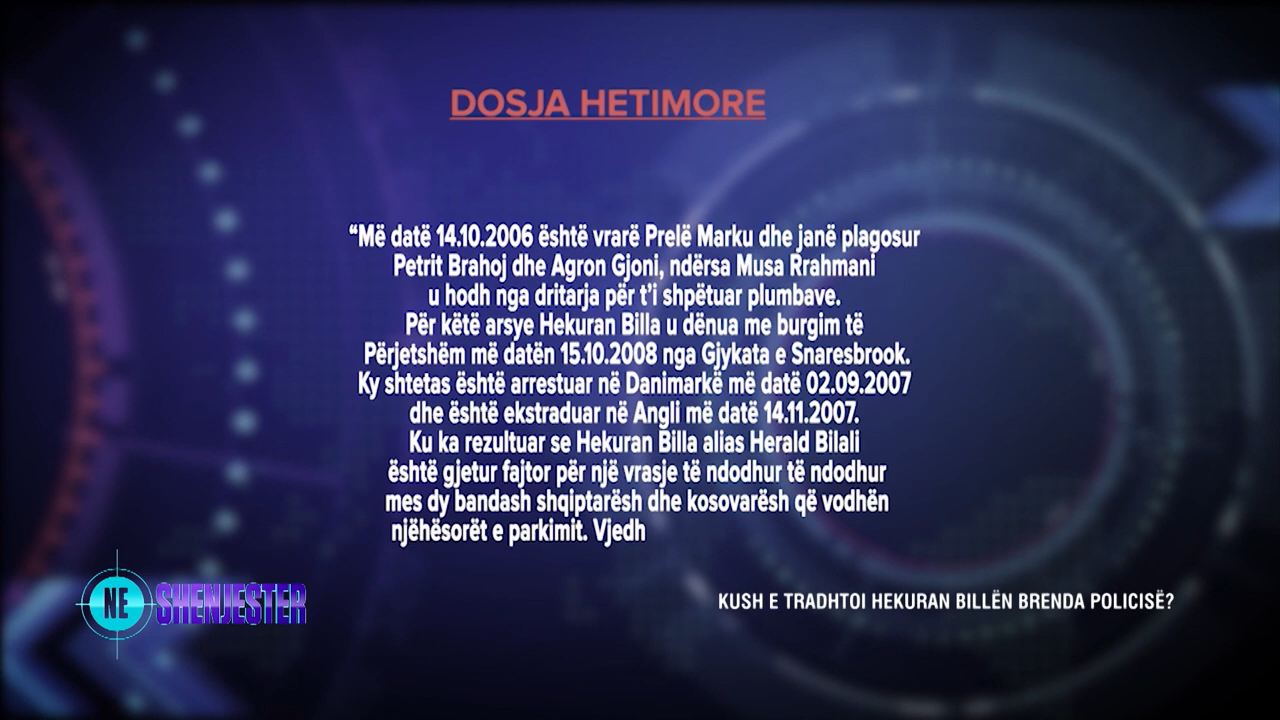 DOSJA HETIMORE
“Më datë 14.10.2006 është vrarë Prelë Marku dhe janë plagosur
Petrit Brahoj dhe Agron Gjoni, ndërsa Musa Rrahmani
u hodh nga dritarja për t’i shpëtuar plumbave.
Për këtë arsye Hekuran Billa u dënua me burgim të
Përjetshëm më datën 15.10.2008 nga Gjykata e Snaresbrook.
Ky shtetas është arrestuar në Danimarkë më datë 02.09.2007
dhe është ekstraduar në Angli më datë 14.11.2007.
Ku ka rezultuar se Hekuran Billa alias Herald Bilali
është gjetur fajtor për një vrasje të ndodhur të ndodhur
mes dy bandash shqiptarësh dhe kosovarësh që vodhën
njëhësorët e parkimit. Vjedh
NE SHENJESTER
KUSH E TRADHTOI HEKURAN BILLËN BRENDA POLICISË?